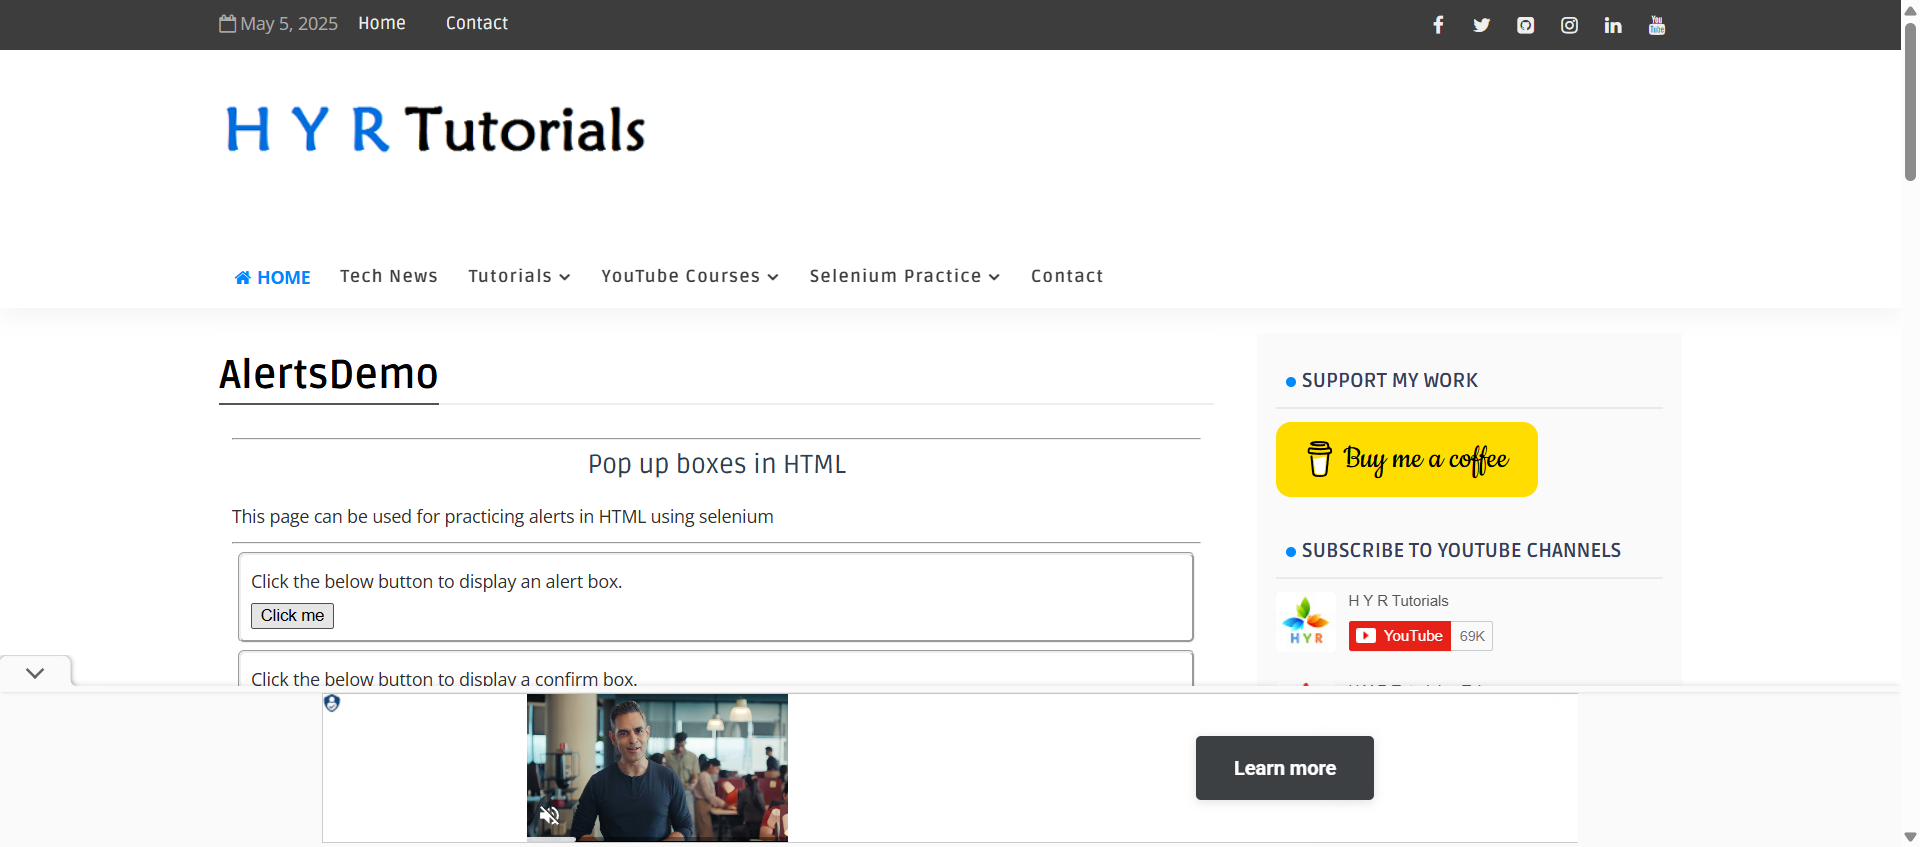 May 5, 2025 Home Contact
H Y R Tutorials
HOME Tech News Tutorials YouTube Courses Selenium Practice Contact
AlertsDemo
Pop up boxes in HTML
This page can be used for practicing alerts in HTML using selenium
Click the below button to display an alert box.
Click me
Click the below button to display a confirm box.
SUPPORT MY WORK
Buy me a coffee
SUBSCRIBE TO YOUTUBE CHANNELS
H Y R
H Y R Tutorials
YouTube 69K
Learn more